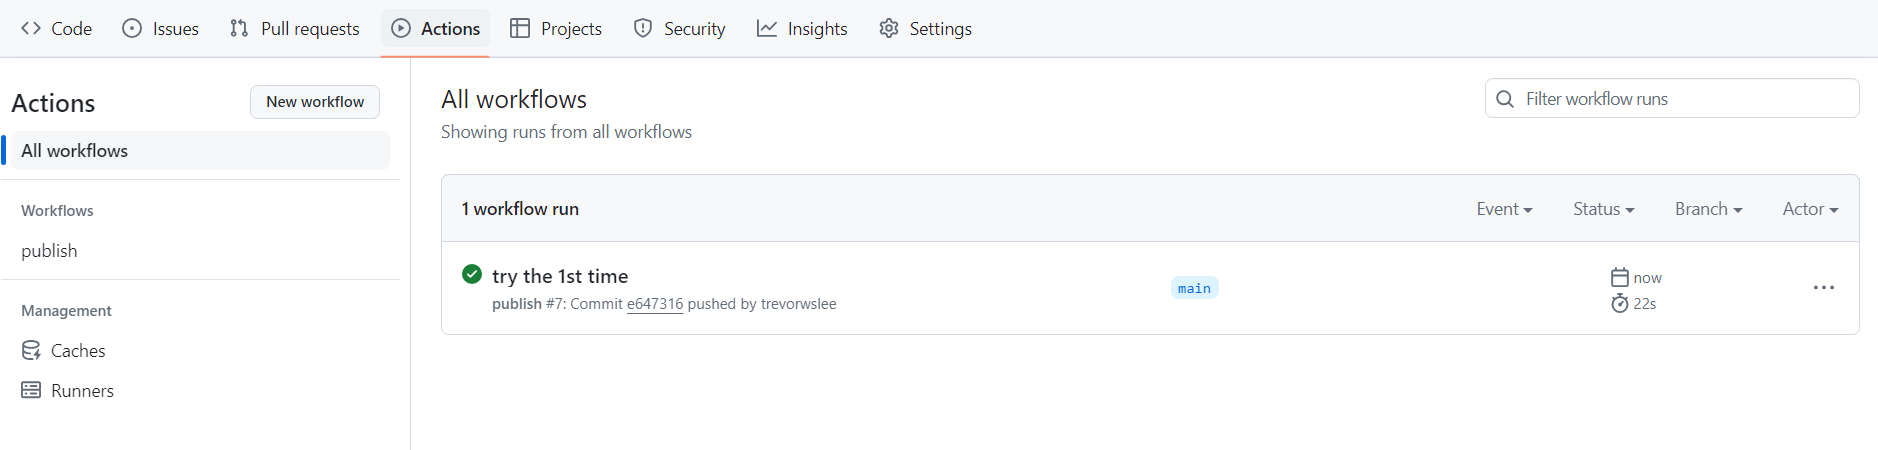 Code Issues Pull requests Actions Projects Security Insights Settings
Actions New workflow
All workflows
Workflows
publish
Management
Caches
Runners
All workflows
Showing runs from all workflows
Filter workflow runs
1 workflow run Event Status Branch Actor
try the 1st time
publish #7: Commit e647316 pushed by trevorwslee
main
now
22s